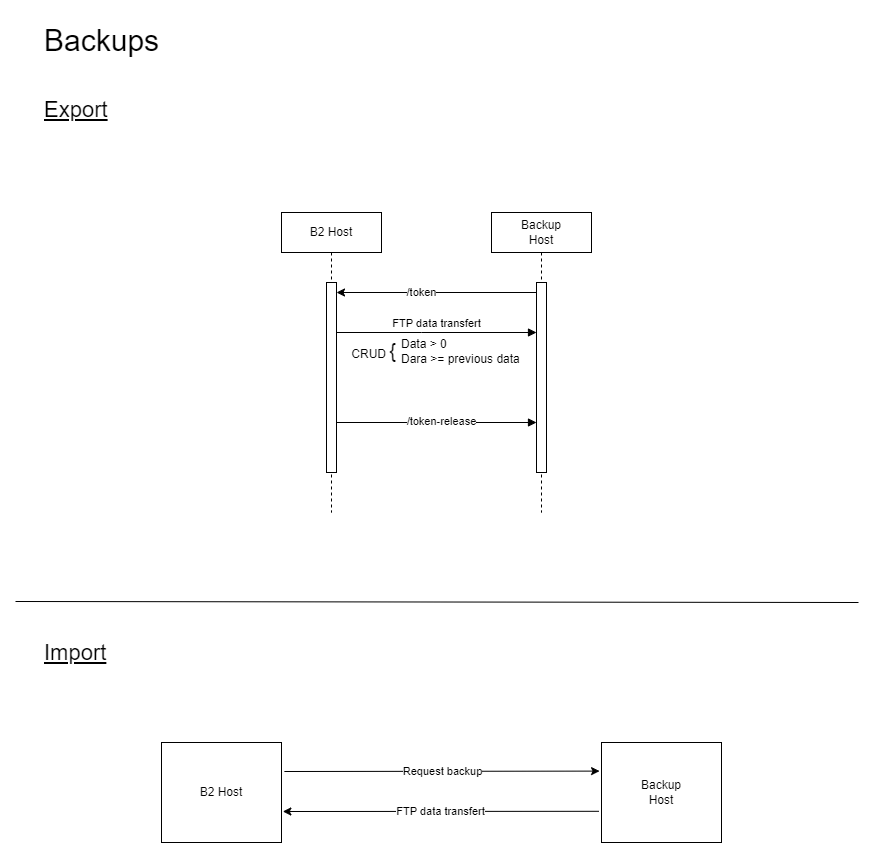 Backups
Export
B2 Host
Backup
Host
/token
FTP data transfert
CRUD {
Data > 0
Dara >= previous data
/token-release
Import
B2 Host
Request backup
Backup
Host
FTP data transfert